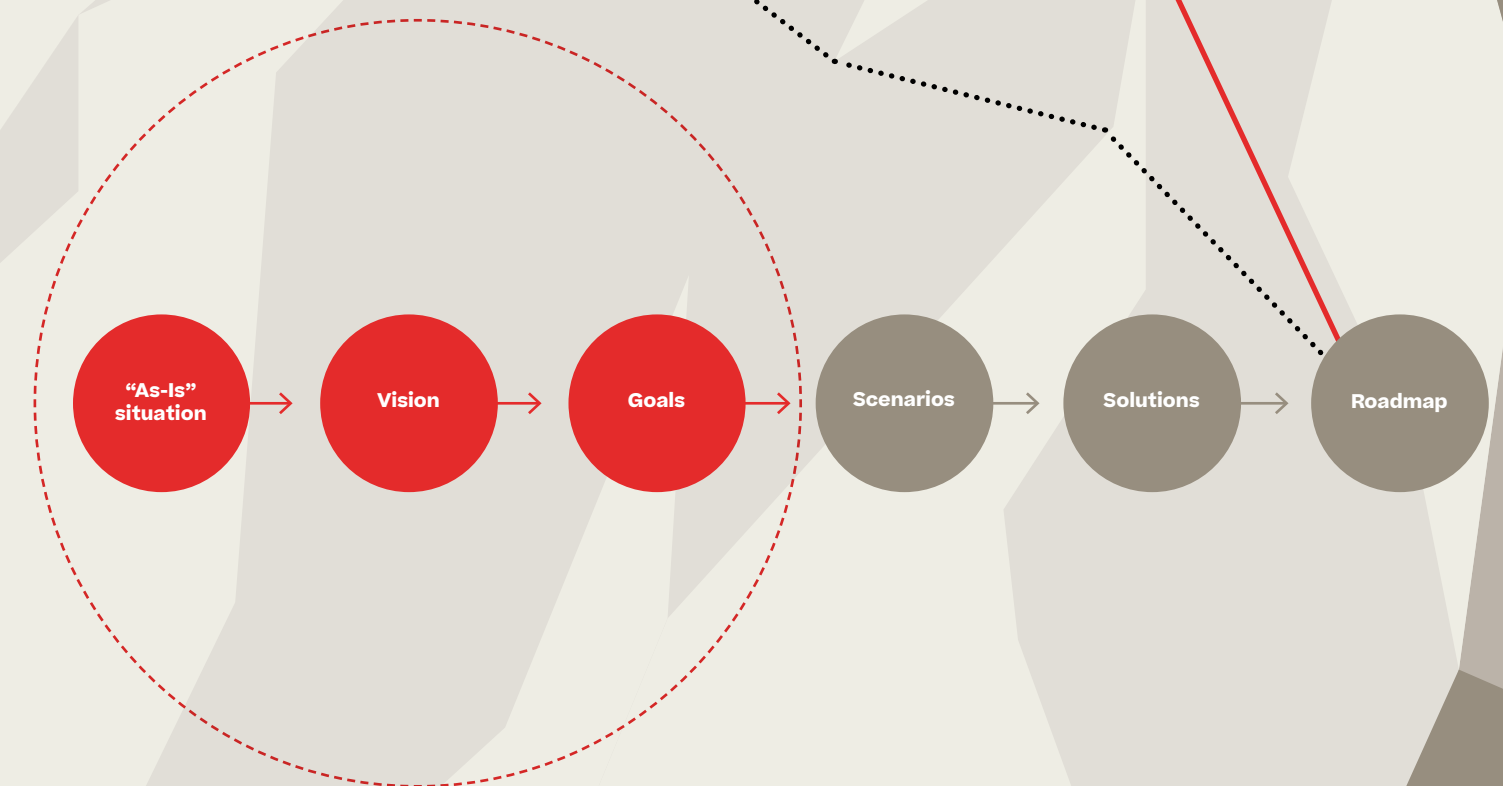 “As-Is”
situation
Vision
Goals
Scenarios
Solutions
Roadmap